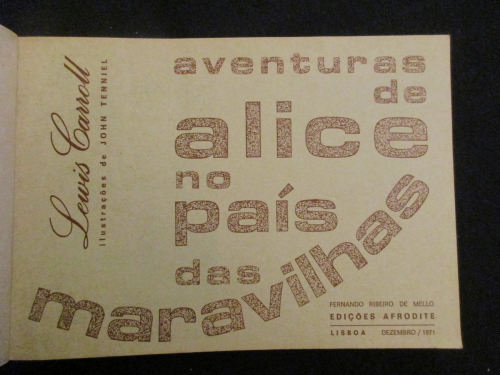 Lewis Carroll
ilustrações de JOHN TENNIEL
aventuras
de
alice
no
país
das
maravilhas
FERNANDO RIBEIRO DE MELLO
EDIÇÕES AFRODITE
LISBOA DEZEMBRO / 1971